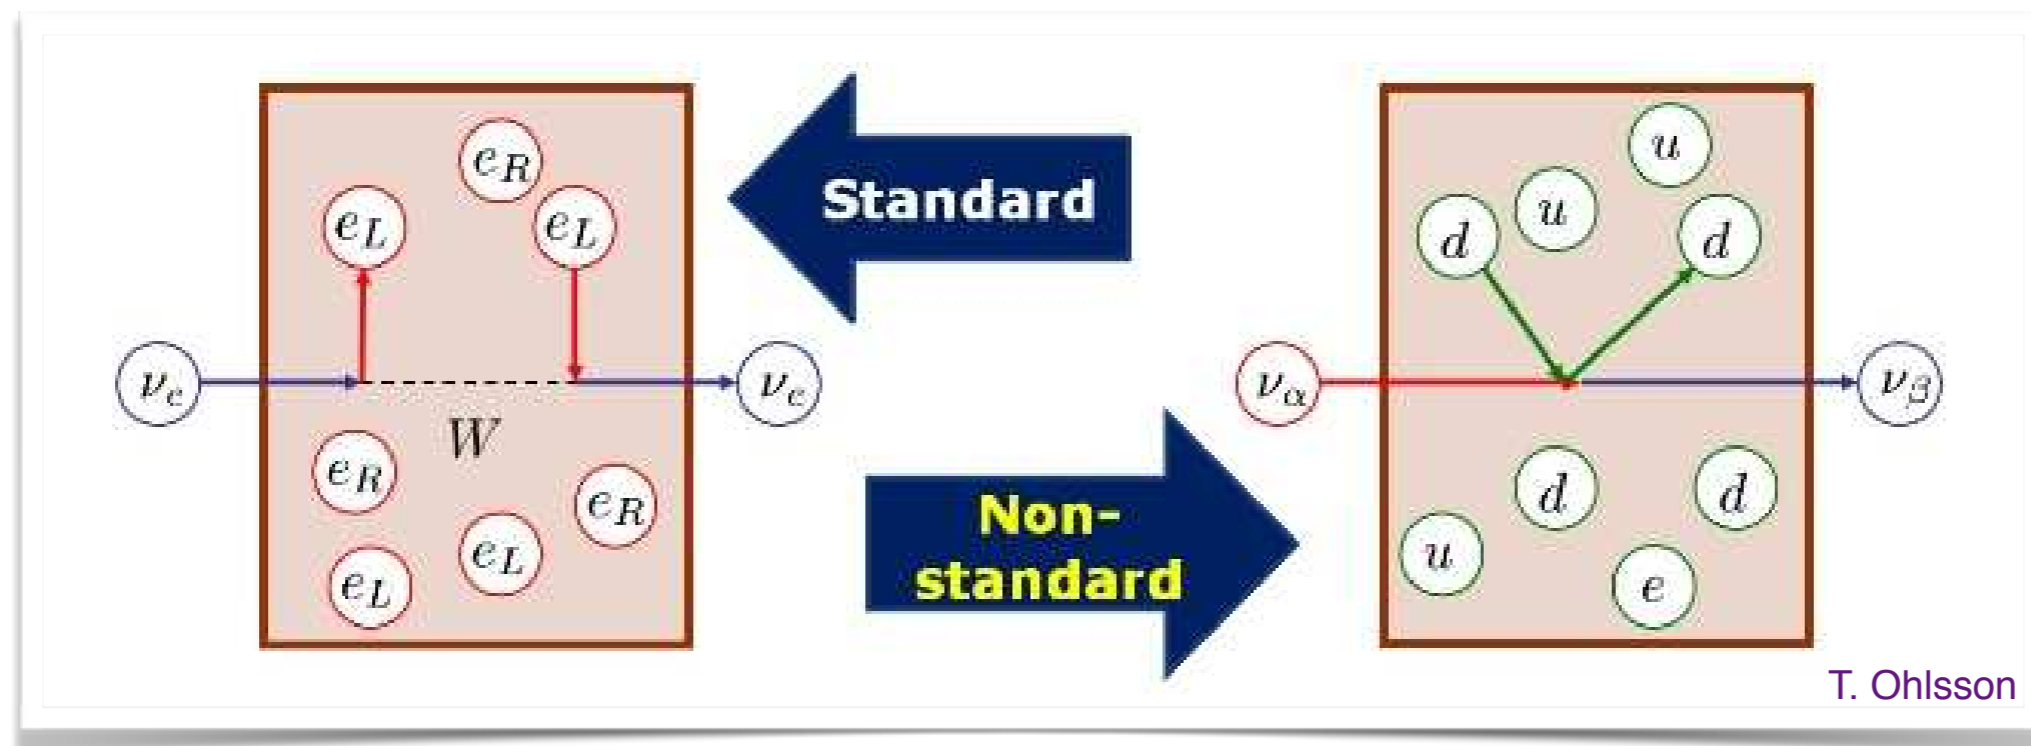 e_R
e_L
e_L
Standard
ν_e
W
ν_e
e_R
e_R
e_L
e_L
u
u
d
d
ν_α
ν_β
Non-
standard
d
d
u
e
T. Ohlsson